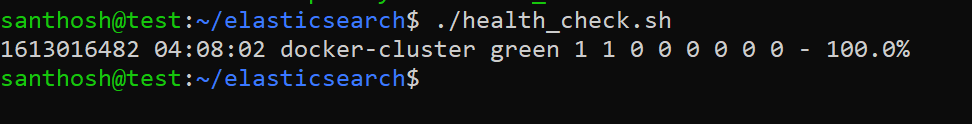 santhosh@test:~/elasticsearch$ ./health_check.sh
1613016482 04:08:02 docker-cluster green 1 1 0 0 0 0 0 0 - 100.0%
santhosh@test:~/elasticsearch$